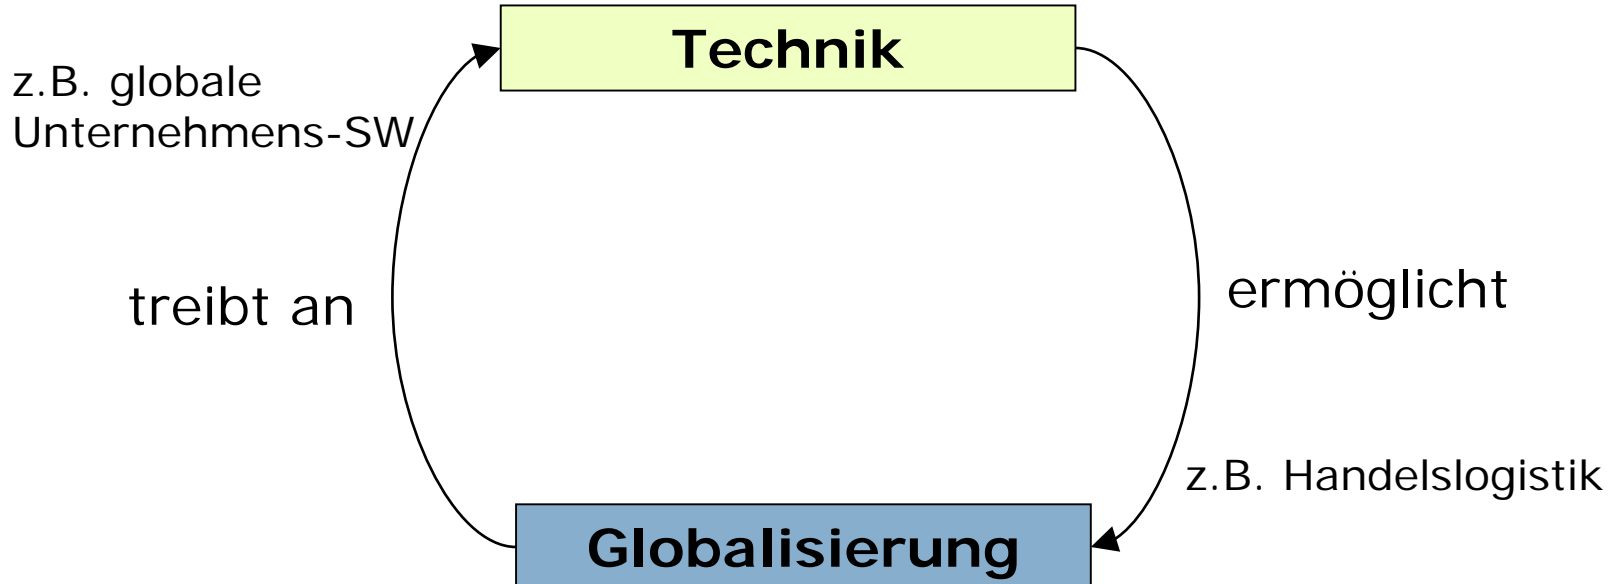 Technik
z.B. globale
Unternehmens-SW
treibt an
ermöglicht
z.B. Handelslogistik
Globalisierung